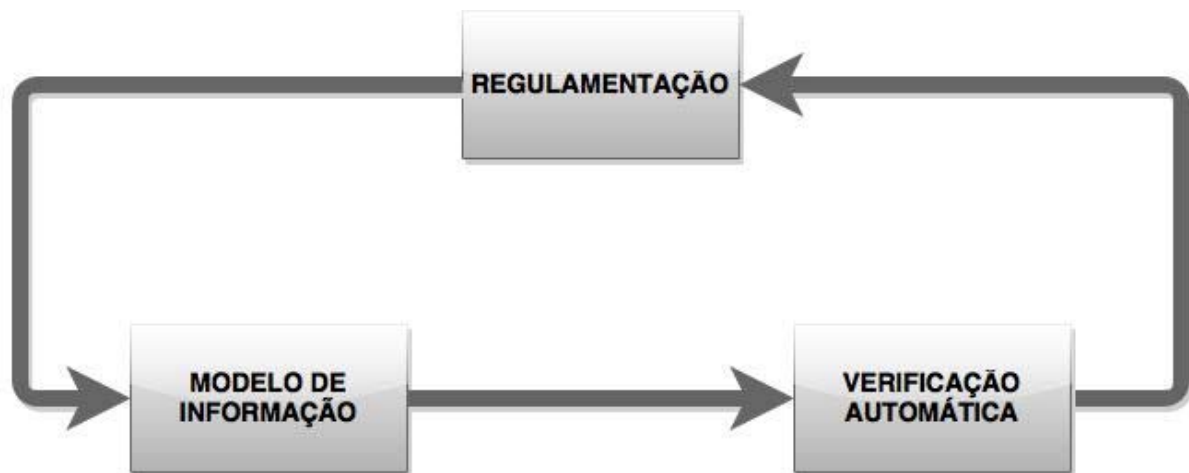 REGULAMENTAÇÃO
MODELO DE
INFORMAÇÃO
VERIFICAÇÃO
AUTOMÁTICA